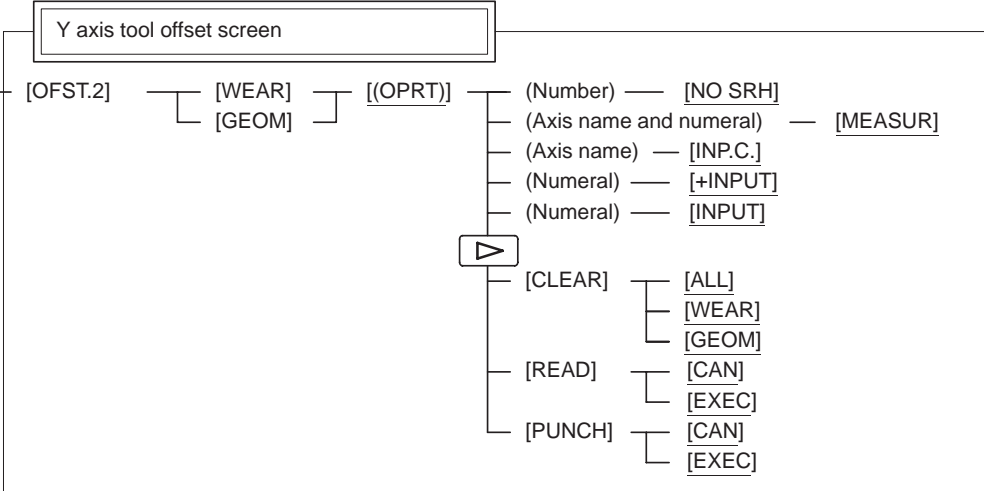 Y axis tool offset screen
[OFST.2] [WEAR] [(OPRT)] (Number) [NO SRH]
[GEOM] (Axis name and numeral) [MEASUR]
(Axis name) [INP.C.]
(Numeral) [+INPUT]
(Numeral) [INPUT]
[CLEAR] [ALL]
[WEAR]
[GEOM]
[READ] [CAN]
[EXEC]
[PUNCH] [CAN]
[EXEC]